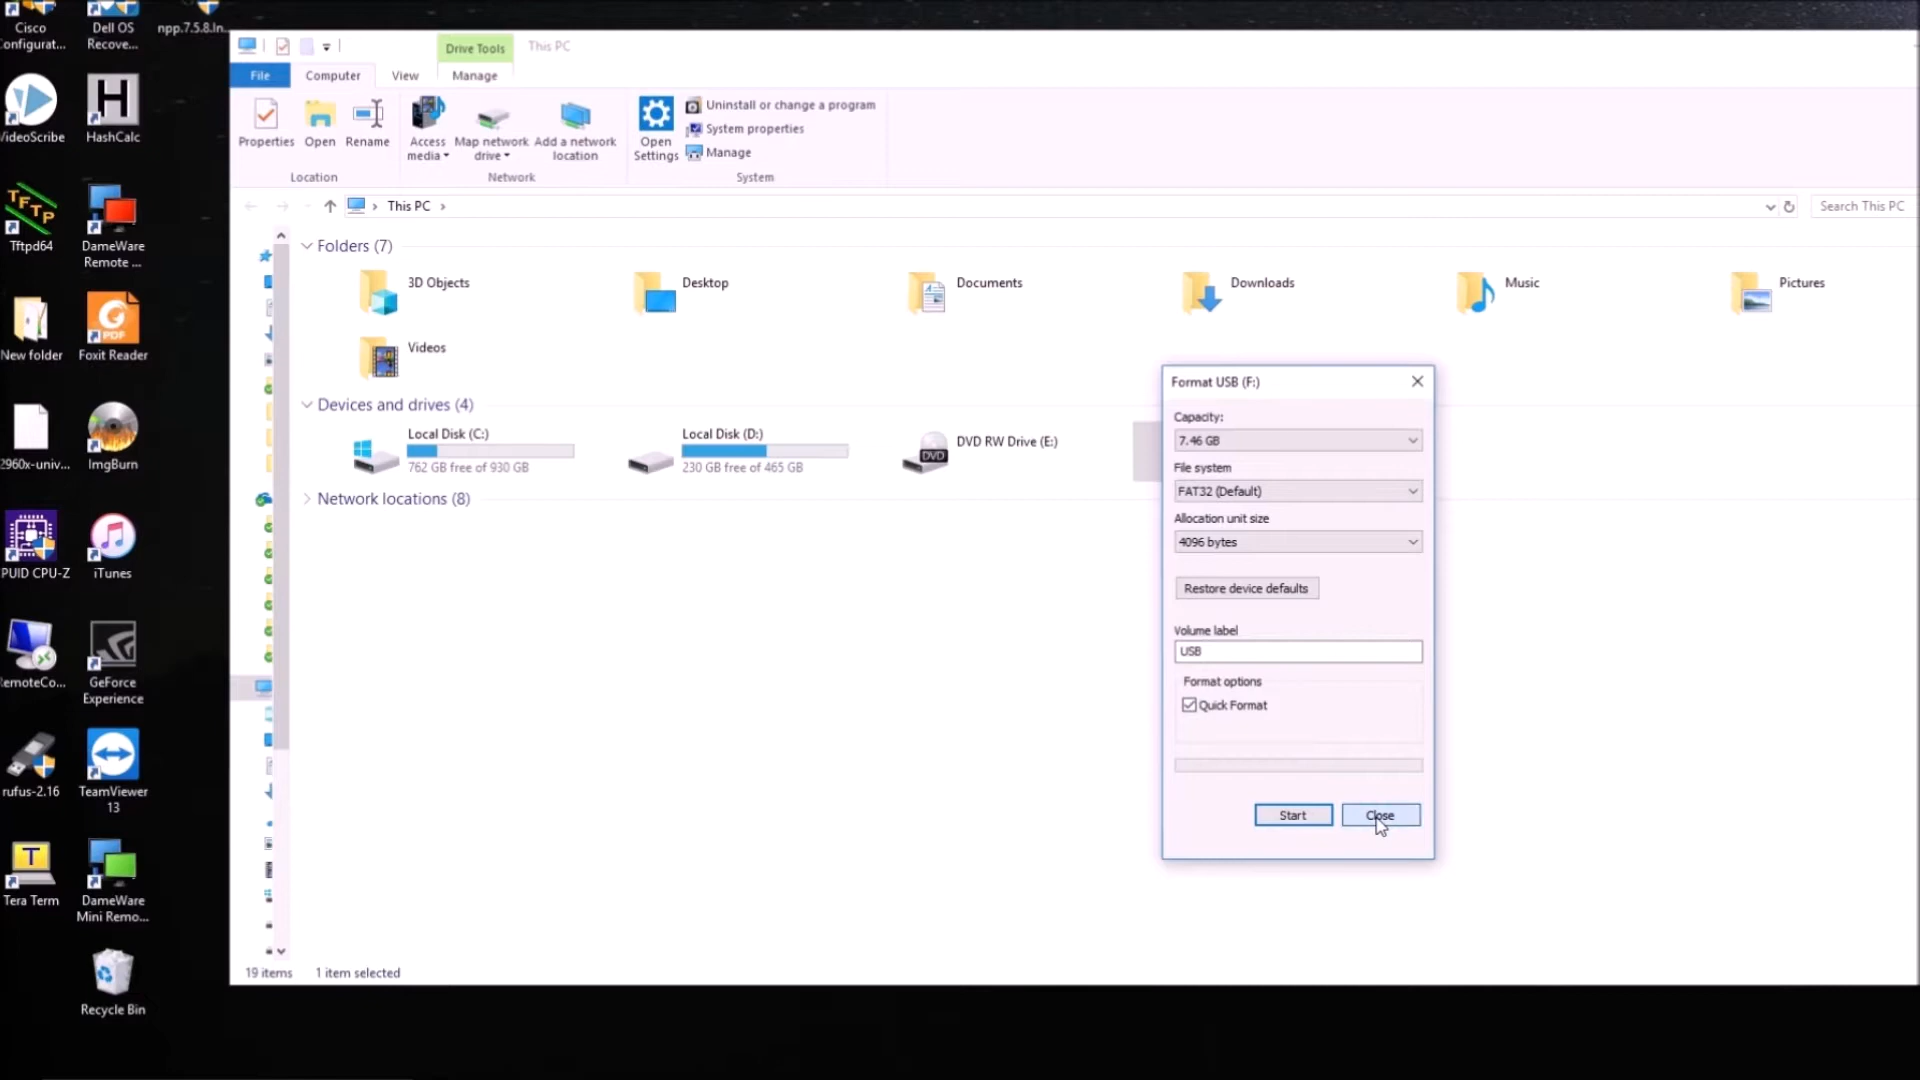 Cisco
onfigurat...
Dell OS
Recove...
npp.7.5.8.In...
VideoScribe
HashCalc
TFTP
Tftpd64
DameWare
Remote ...
New folder
PDF
Foxit Reader
2960x-univ...
ImgBurn
PUID CPU-Z
iTunes
emoteCo...
GeForce
Experience
rufus-2.16
TeamViewer
13
T
Tera Term
DameWare
Mini Remo...
Recycle Bin
Drive Tools
This PC
File
Computer
View
Manage
Properties
Open
Rename
Access
media
Map network
drive
Add a network
location
Open
Settings
Uninstall or change a program
System properties
Manage
Location
Network
System
This PC
Search This PC
Folders (7)
3D Objects
Desktop
Documents
Downloads
Music
Pictures
Videos
Devices and drives (4)
Local Disk (C:)
762 GB free of 930 GB
Local Disk (D:)
230 GB free of 465 GB
DVD
DVD RW Drive (E:)
Network locations (8)
Format USB (F:)
Capacity:
7.46 GB
File system
FAT32 (Default)
Allocation unit size
4096 bytes
Restore device defaults
Volume label
USB
Format options
Quick Format
Start
Close
19 items
1 item selected